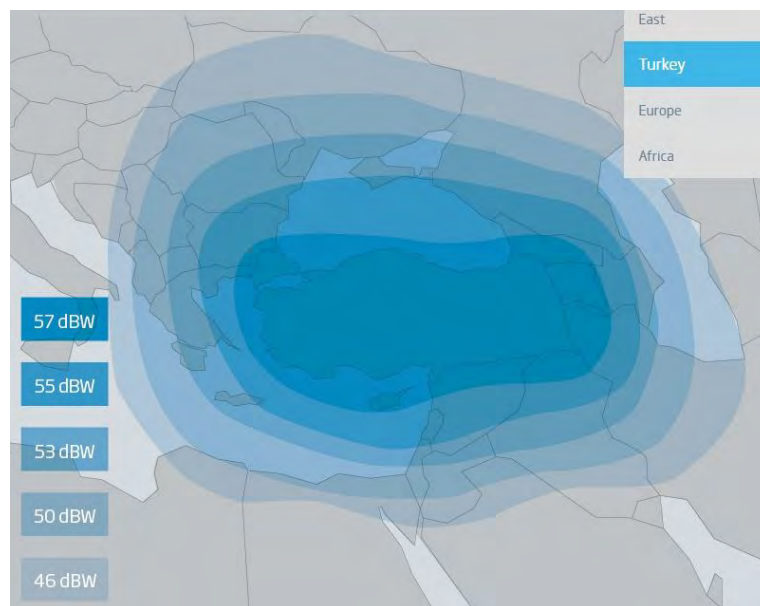 East
Turkey
Europe
Africa
57 dBW
55 dBW
53 dBW
50 dBW
46 dBW